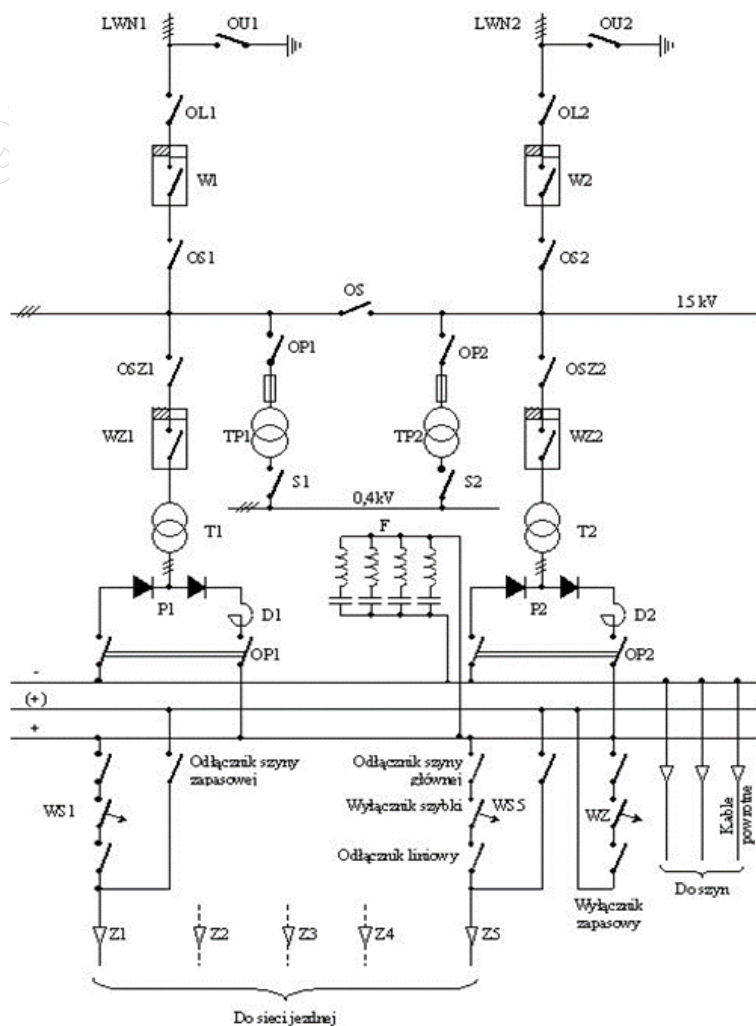 LWN1
OU1
LWN2
OU2
OL1
OL2
W1
W2
OS1
OS2
OS
15 kV
OP1
OP2
OSZ1
OSZ2
WZ1
TP1
TP2
WZ2
S1
S2
0,4kV
T1
F
T2
P1
D1
P2
D2
OP1
OP2
-
(+)
+
Odłącznik szyny
zapasowej
Odłącznik szyny
głównej
WS1
Wyłącznik szybki
WS5
WZ
Kable
powrotne
Odłącznik liniowy
Do szyn
Wyłącznik
zapasowy
Z1
Z2
Z3
Z4
Z5
Do sieci jezdnej